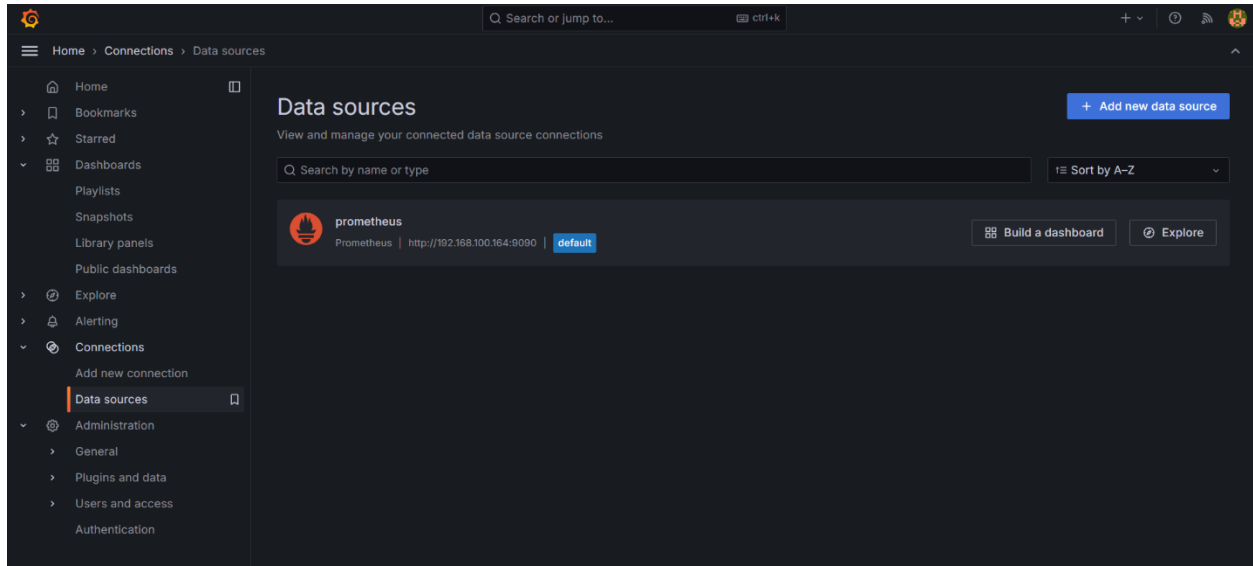 Search or jump to... ctrl+k
Home › Connections › Data sources
Home
Bookmarks
Starred
Dashboards
Playlists
Snapshots
Library panels
Public dashboards
Explore
Alerting
Connections
Add new connection
Data sources
Administration
General
Plugins and data
Users and access
Authentication
Data sources
+ Add new data source
View and manage your connected data source connections
Search by name or type
Sort by A–Z
prometheus
Prometheus | http://192.168.100.164:9090 | default
Build a dashboard
Explore